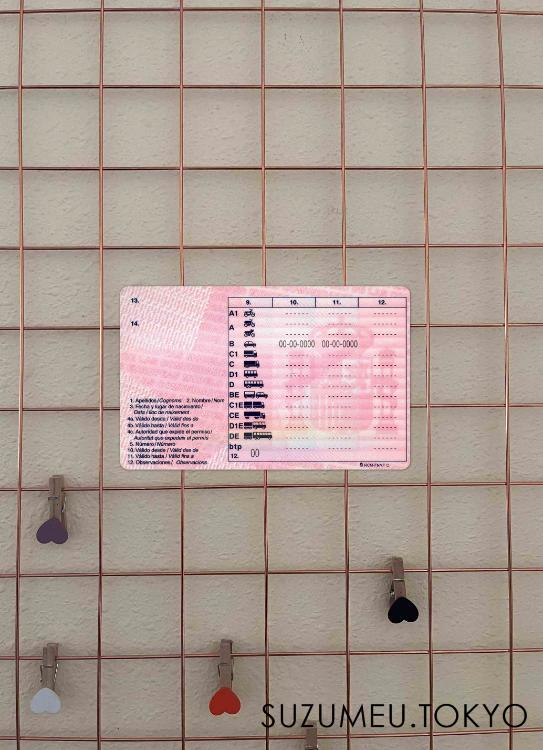 13.
9. 10. 11. 12.
14.
A1
A
B 00-00-0000 00-00-0000
C1
C
D1
D
BE
C1E
CE
D1E
DE
btp
12. 00
1. Apellidos/Cognoms 2. Nombre/Nom
3. Fecha y lugar de nacimiento/
Data i lloc de naixement
4a. Válido desde/ Vàlid des de
4b. Válido hasta / Vàlid fins a
4c. Autoridad que expide el permiso/
Autoritat que expedeix el permís
5. Número/Número
10. Válido desde/ Vàlid des de
11. Válido hasta / Vàlid fins a
12. Observaciones/ Observacions
SUZUMEU.TOKYO